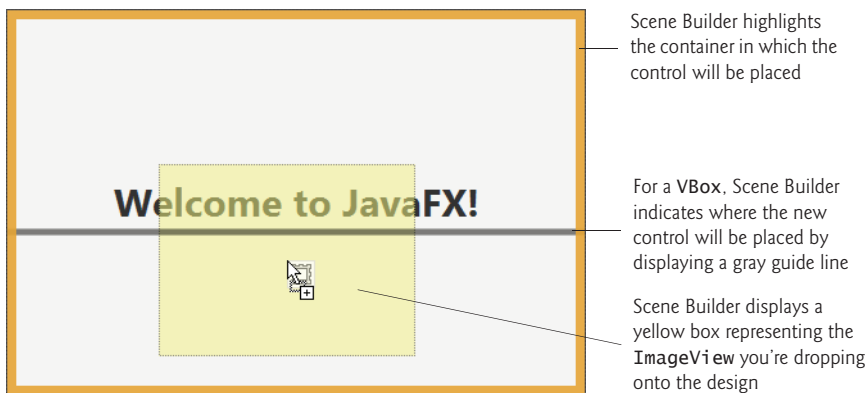 Scene Builder highlights
the container in which the
control will be placed
Welcome to JavaFX!
For a VBox, Scene Builder
indicates where the new
control will be placed by
displaying a gray guide line
Scene Builder displays a
yellow box representing the
ImageView you're dropping
onto the design